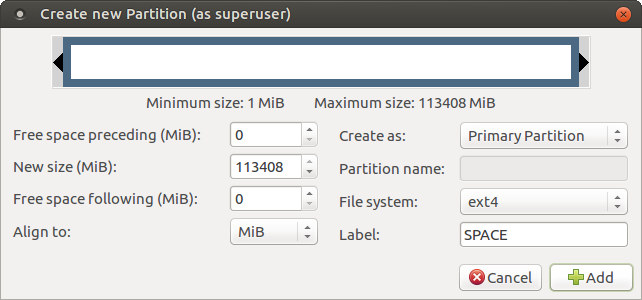 Create new Partition (as superuser)
Minimum size: 1 MiB Maximum size: 113408 MiB
Free space preceding (MiB): 0 Create as: Primary Partition
New size (MiB): 113408 Partition name:
Free space following (MiB): 0 File system: ext4
Align to: MiB Label: SPACE
Cancel Add